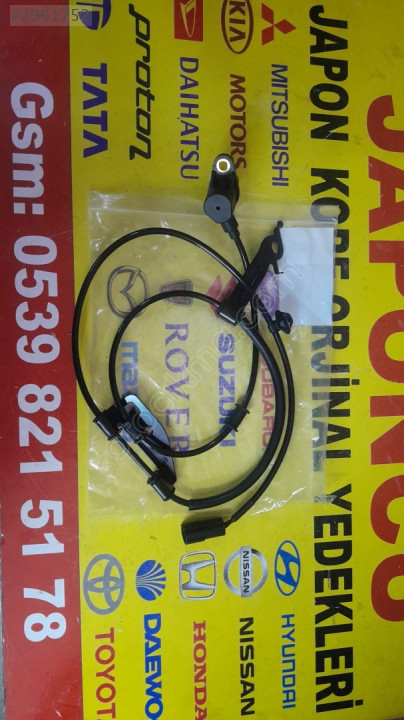 JAPONCU
JAPON KORE ORJİNAL YEDEKLERİ
MITSUBISHI
SUBARU
HYUNDAI
KIA
MOTORS
SUZUKI
NISSAN
DAIHATSU
ROVER
HONDA
proton
DAEWO
TATA
TOYOTA
Gsm: 0539 821 51 78